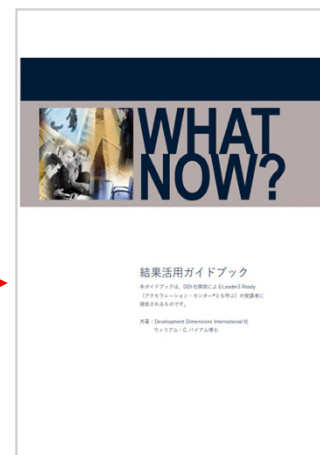 WHAT
NOW?
結果活用ガイドブック
本ガイドブックは、DDI社開発によるLeader3 Ready
(アクセラレーション・センター®とも呼ぶ)の受講者に
提供されるものです。
共著:Development Dimensions International社
ウィリアム・C.バイアム博士